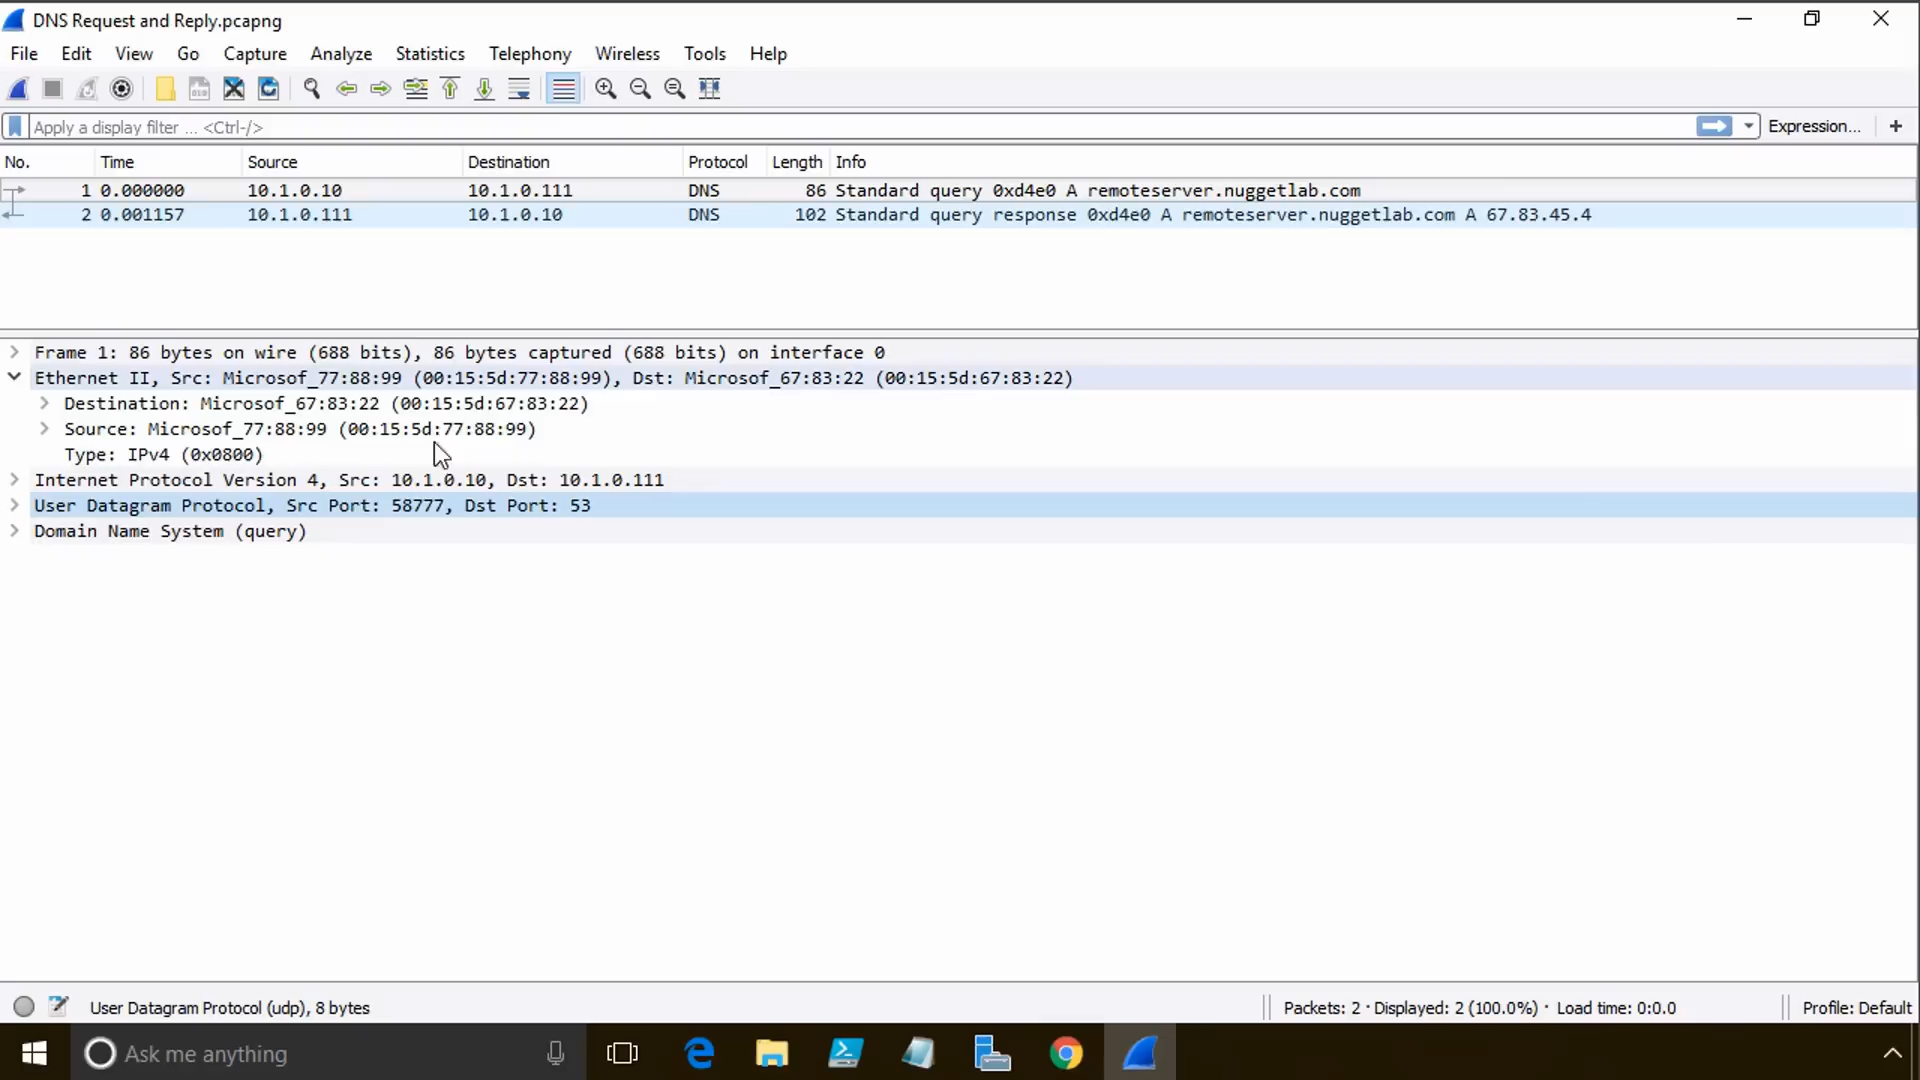 DNS Request and Reply.pcapng
File Edit View Go Capture Analyze Statistics Telephony Wireless Tools Help
Apply a display filter ... <Ctrl-/> Expression... +
No. Time Source Destination Protocol Length Info
1 0.000000 10.1.0.10 10.1.0.111 DNS 86 Standard query 0xd4e0 A remoteserver.nuggetlab.com
2 0.001157 10.1.0.111 10.1.0.10 DNS 102 Standard query response 0xd4e0 A remoteserver.nuggetlab.com A 67.83.45.4
Frame 1: 86 bytes on wire (688 bits), 86 bytes captured (688 bits) on interface 0
Ethernet II, Src: Microsof_77:88:99 (00:15:5d:77:88:99), Dst: Microsof_67:83:22 (00:15:5d:67:83:22)
Destination: Microsof_67:83:22 (00:15:5d:67:83:22)
Source: Microsof_77:88:99 (00:15:5d:77:88:99)
Type: IPv4 (0x0800)
Internet Protocol Version 4, Src: 10.1.0.10, Dst: 10.1.0.111
User Datagram Protocol, Src Port: 58777, Dst Port: 53
Domain Name System (query)
User Datagram Protocol (udp), 8 bytes Packets: 2 · Displayed: 2 (100.0%) · Load time: 0:0.0 Profile: Default
Ask me anything